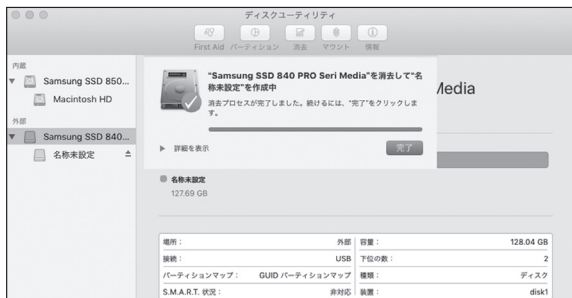 ディスクユーティリティ
First Aid パーティション 消去 マウント 情報
内蔵
Samsung SSD 850...
Macintosh HD
外部
Samsung SSD 840...
名称未設定
"Samsung SSD 840 PRO Seri Media"を消去して"名
称未設定"を作成中
消去プロセスが完了しました。続けるには、"完了"をクリックしま
す。
詳細を表示
完了
Media
名称未設定
127.69 GB
場所： 外部 容量： 128.04 GB
接続： USB 下位の数： 2
パーティションマップ： GUID パーティションマップ 種類： ディスク
S.M.A.R.T. 状況： 非対応 装置： disk1